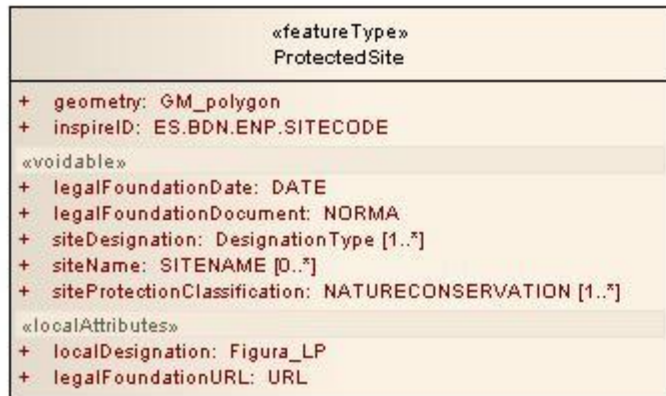 «featureType»
ProtectedSite
+ geometry: GM_polygon
+ inspireID: ES.BDN.ENP.SITECODE
«voidable»
+ legalFoundationDate: DATE
+ legalFoundationDocument: NORMA
+ siteDesignation: DesignationType [1..*]
+ siteName: SITENAME [0..*]
+ siteProtectionClassification: NATURECONSERVATION [1..*]
«localAttributes»
+ localDesignation: Figura_LP
+ legalFoundationURL: URL